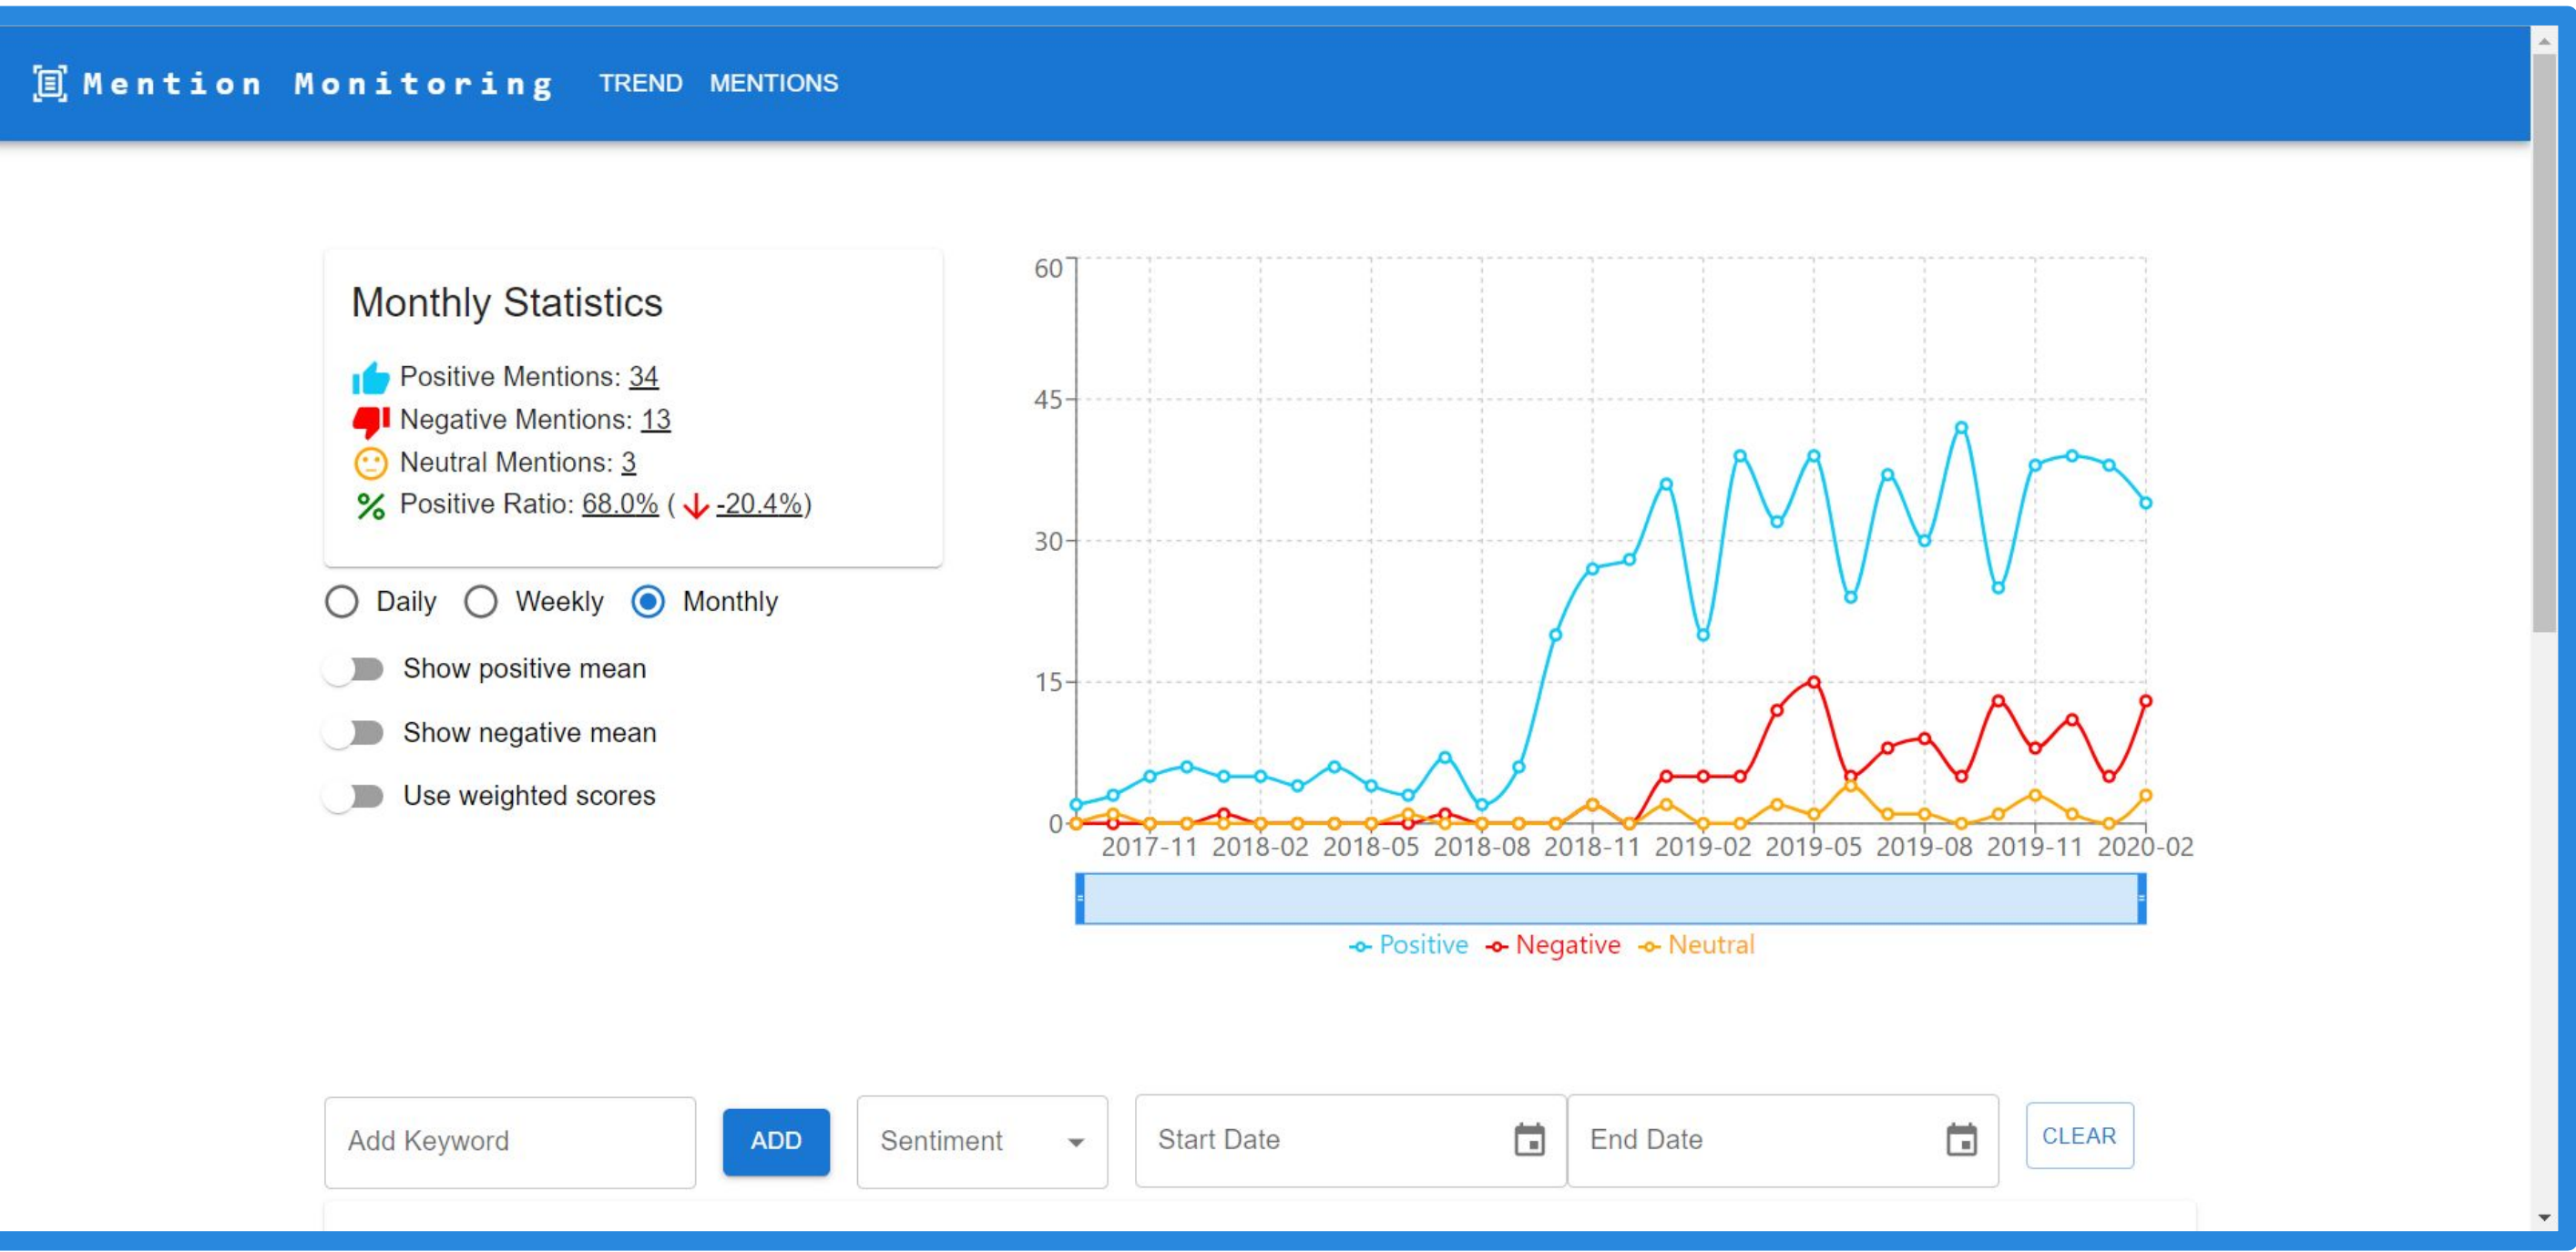 Mention Monitoring TREND MENTIONS
Monthly Statistics
Positive Mentions: 34
Negative Mentions: 13
Neutral Mentions: 3
% Positive Ratio: 68.0% (↓ -20.4%)
Daily Weekly Monthly
Show positive mean
Show negative mean
Use weighted scores
60
45
30
15
0
2017-11 2018-02 2018-05 2018-08 2018-11 2019-02 2019-05 2019-08 2019-11 2020-02
Positive Negative Neutral
Add Keyword ADD Sentiment Start Date End Date CLEAR